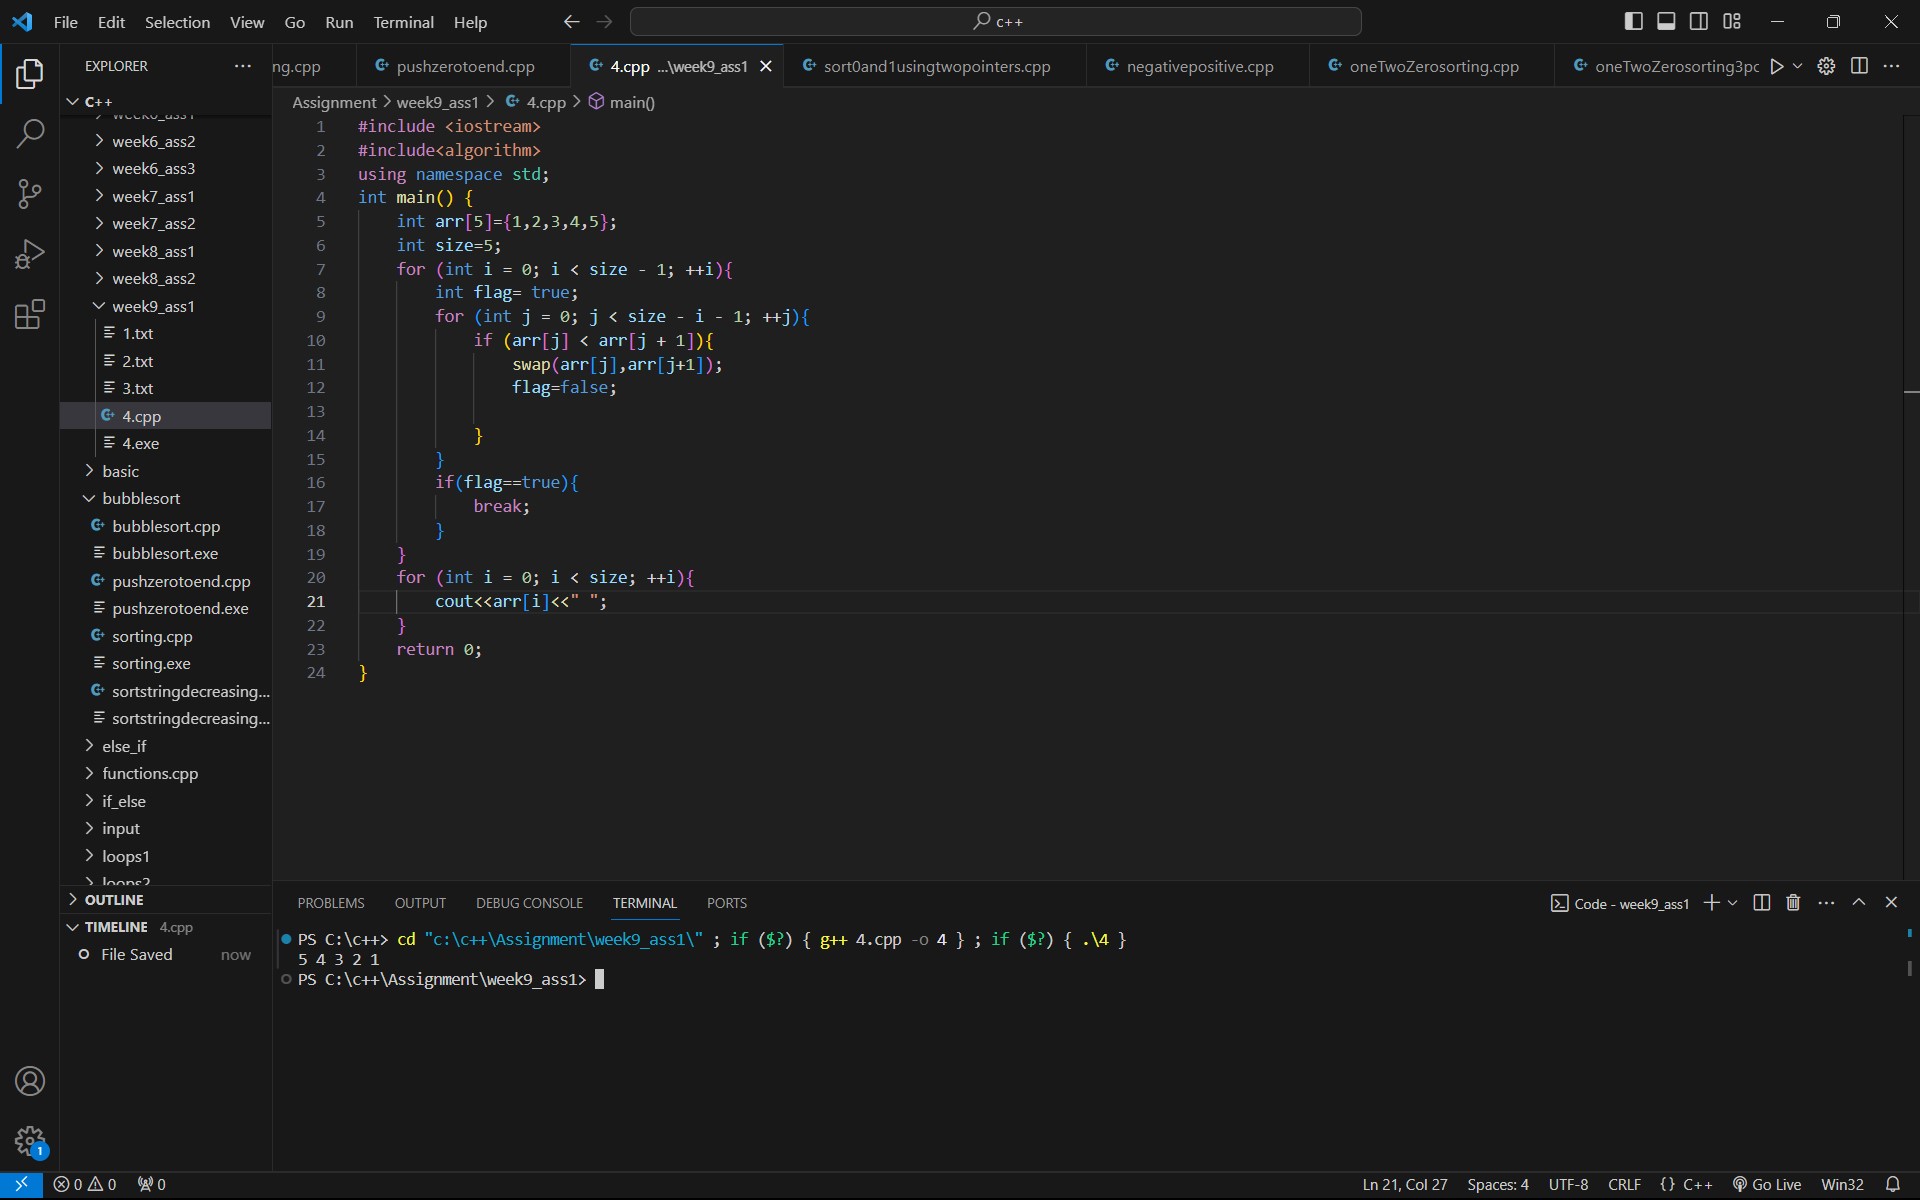 File Edit Selection View Go Run Terminal Help
c++
EXPLORER
ng.cpp pushzerotoend.cpp 4.cpp ...\week9_ass1 sort0and1usingtwopointers.cpp negativepositive.cpp oneTwoZerosorting.cpp oneTwoZerosorting3pc
C++
week6_ass1
week6_ass2
week6_ass3
week7_ass1
week7_ass2
week8_ass1
week8_ass2
week9_ass1
1.txt
2.txt
3.txt
4.cpp
4.exe
basic
bubblesort
bubblesort.cpp
bubblesort.exe
pushzerotoend.cpp
pushzerotoend.exe
sorting.cpp
sorting.exe
sortstringdecreasing...
sortstringdecreasing...
else_if
functions.cpp
if_else
input
loops1
loops2
OUTLINE
TIMELINE 4.cpp
File Saved now
Assignment > week9_ass1 > 4.cpp > main()
1 #include <iostream>
2 #include<algorithm>
3 using namespace std;
4 int main() {
5 int arr[5]={1,2,3,4,5};
6 int size=5;
7 for (int i = 0; i < size - 1; ++i){
8 int flag= true;
9 for (int j = 0; j < size - i - 1; ++j){
10 if (arr[j] < arr[j + 1]){
11 swap(arr[j],arr[j+1]);
12 flag=false;
13
14 }
15 }
16 if(flag==true){
17 break;
18 }
19 }
20 for (int i = 0; i < size; ++i){
21 cout<<arr[i]<<" ";
22 }
23 return 0;
24 }
PROBLEMS OUTPUT DEBUG CONSOLE TERMINAL PORTS
Code - week9_ass1
PS C:\c++> cd "c:\c++\Assignment\week9_ass1\" ; if ($?) { g++ 4.cpp -o 4 } ; if ($?) { .\4 }
5 4 3 2 1
PS C:\c++\Assignment\week9_ass1>
1
0 0 0
Ln 21, Col 27 Spaces: 4 UTF-8 CRLF {} C++ Go Live Win32